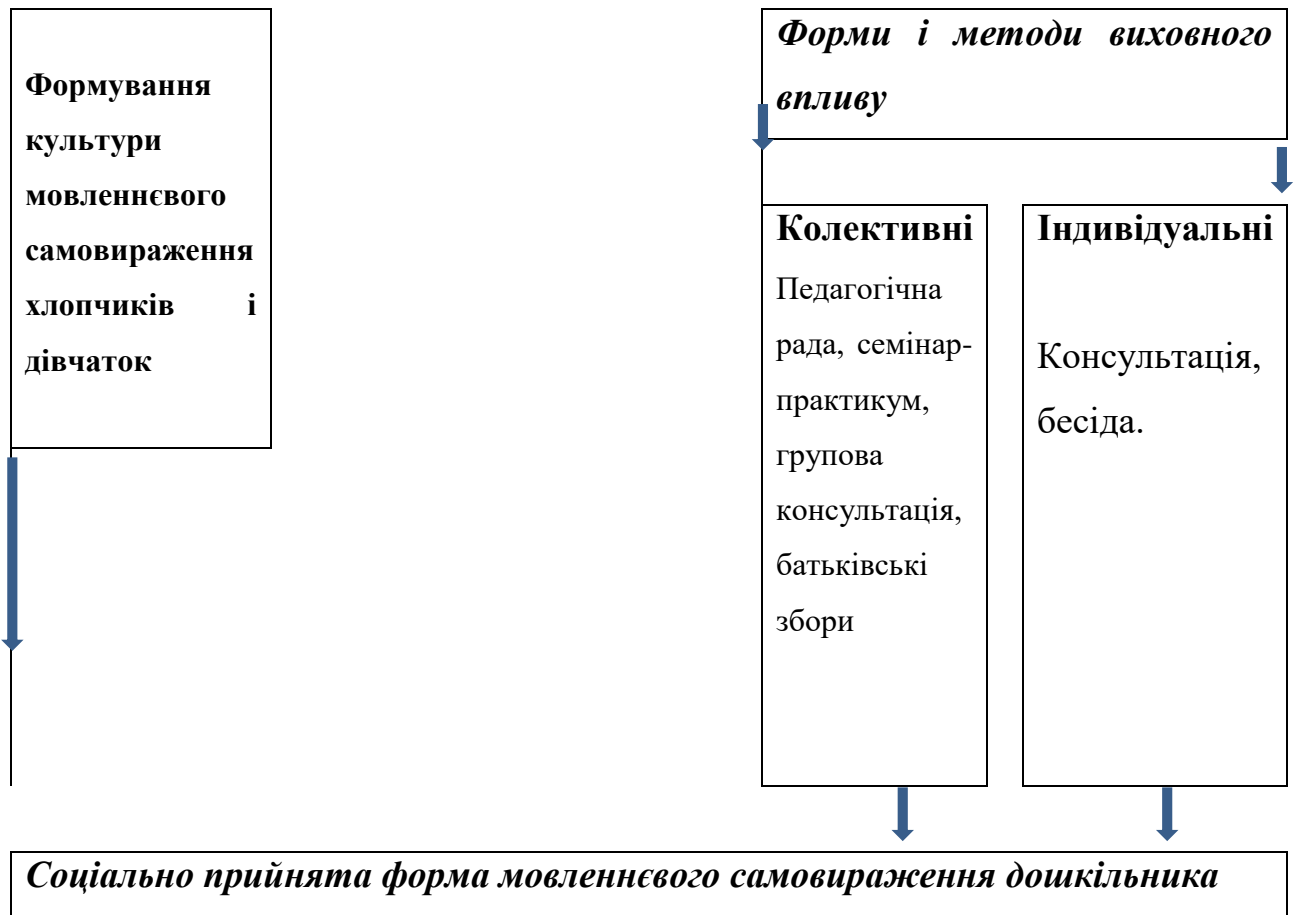 Формування
культури
мовленнєвого
самовираження
хлопчиків і
дівчаток
Форми і методи виховного
впливу
Колективні
Педагогічна
рада, семінар-
практикум,
групова
консультація,
батьківські
збори
Індивідуальні
Консультація,
бесіда.
Соціально прийнята форма мовленнєвого самовираження дошкільника